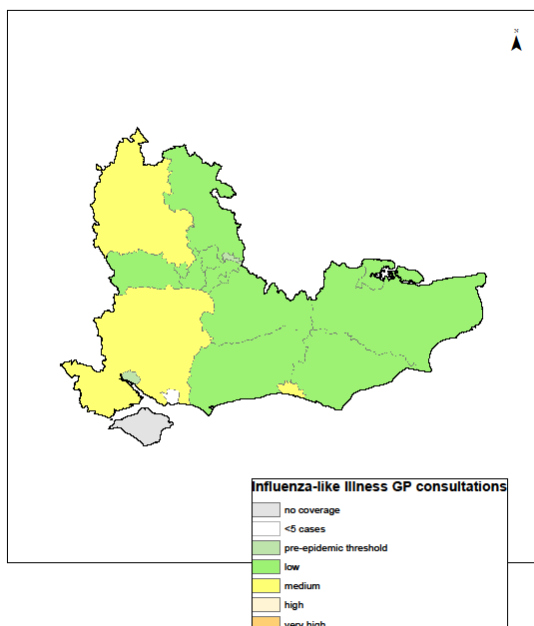 N
Influenza-like Illness GP consultations
no coverage
<5 cases
pre-epidemic threshold
low
medium
high
very high